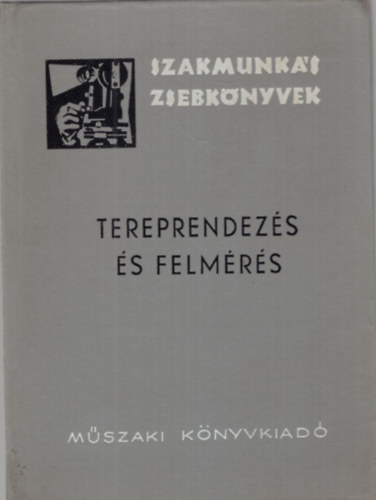 SZAKMUNKÁS
ZSEBKÖNYVEK
TEREPRENDEZÉS
ÉS FELMÉRÉS
MŰSZAKI KÖNYVKIADÓ